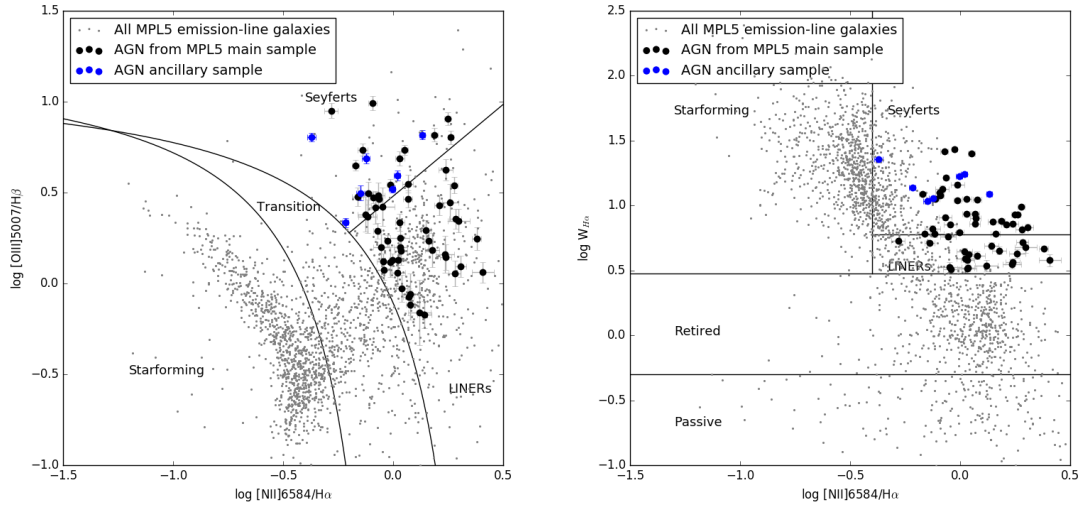 All MPL5 emission-line galaxies
AGN from MPL5 main sample
AGN ancillary sample
Seyferts
Transition
Starforming
LINERs
1.5
1.0
0.5
0.0
−0.5
−1.0
log [OIII]5007/Hβ
−1.5
−1.0
−0.5
0.0
0.5
log [NII]6584/Hα
All MPL5 emission-line galaxies
AGN from MPL5 main sample
AGN ancillary sample
Starforming
Seyferts
LINERs
Retired
Passive
2.5
2.0
1.5
1.0
0.5
0.0
−0.5
−1.0
log W_{Hα}
−1.5
−1.0
−0.5
0.0
0.5
log [NII]6584/Hα